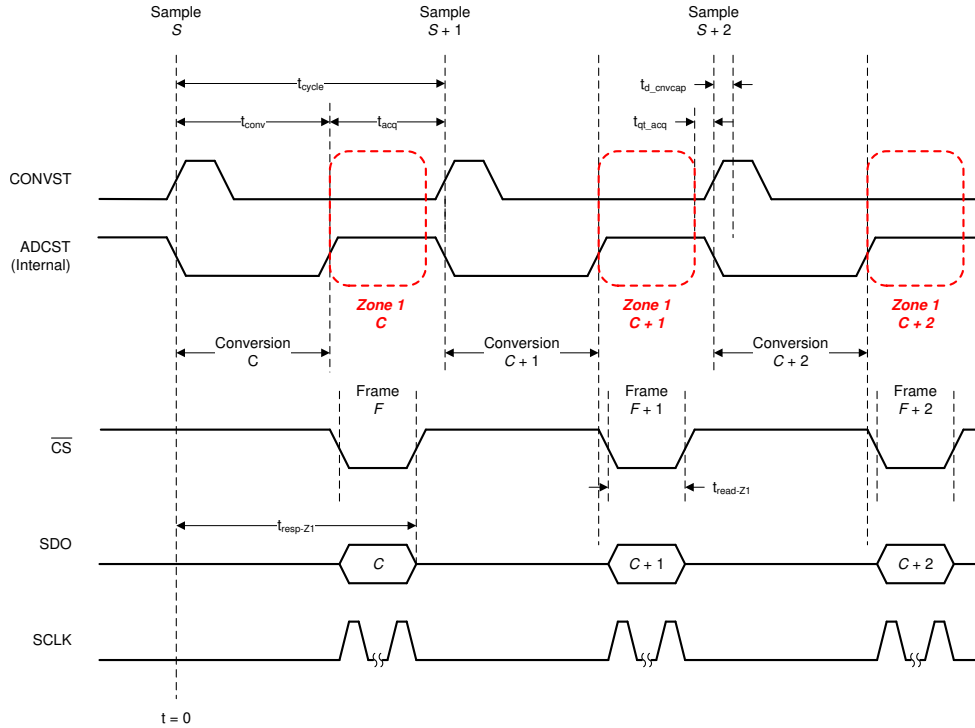 Sample
S
Sample
S + 1
Sample
S + 2
tcycle
td_cnvcap
tconv
tacq
tqt_acq
CONVST
ADCST
(Internal)
Zone 1
C
Zone 1
C + 1
Zone 1
C + 2
Conversion
C
Conversion
C + 1
Conversion
C + 2
Frame
F
Frame
F + 1
Frame
F + 2
CS
tread-Z1
tresp-Z1
SDO
C
C + 1
C + 2
SCLK
t = 0